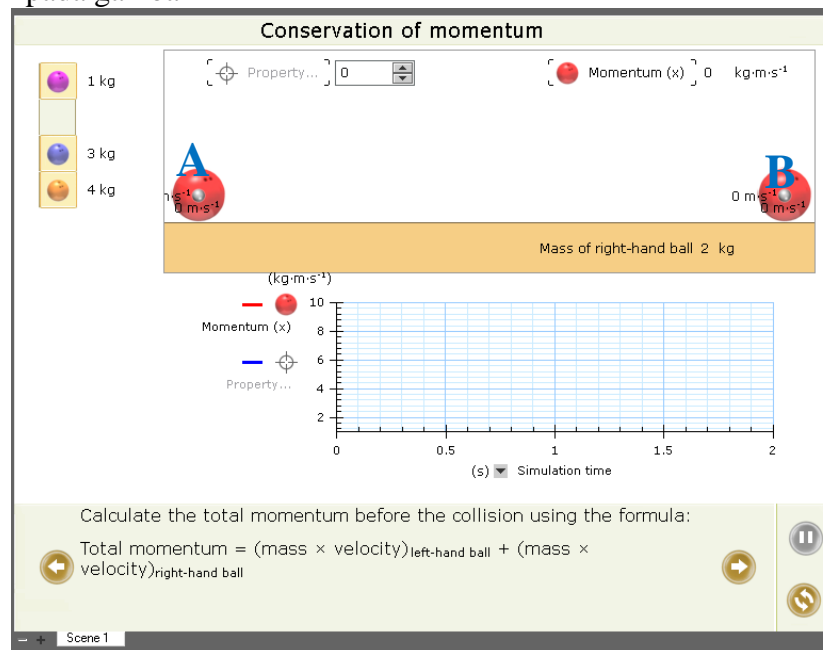 Conservation of momentum
1 kg
3 kg
4 kg
Property... 0
Momentum (x) 0 kg·m·s⁻¹
A
B
0 m·s⁻¹
0 m·s⁻¹
0 m·s⁻¹
Mass of right-hand ball 2 kg
(kg·m·s⁻¹)
Momentum (x)
Property...
10
8
6
4
2
0 0.5 1 1.5 2
(s) Simulation time
Calculate the total momentum before the collision using the formula:
Total momentum = (mass × velocity)left-hand ball + (mass ×
velocity)right-hand ball
Scene 1